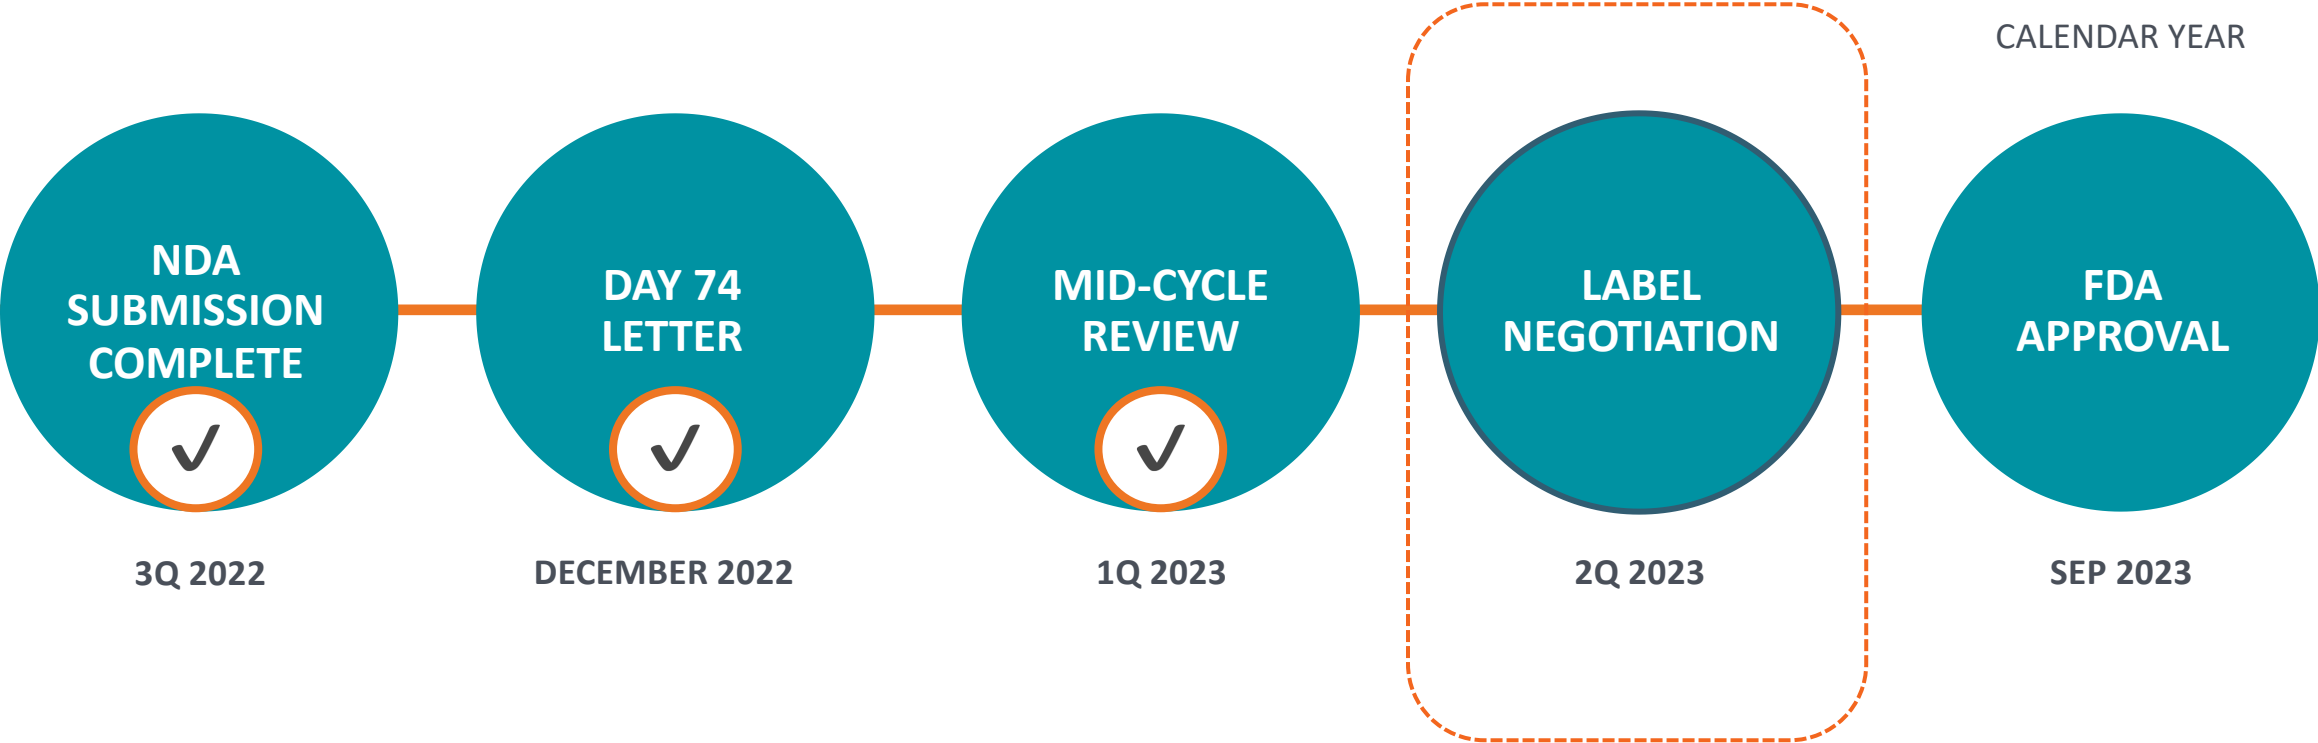 CALENDAR YEAR
NDA
SUBMISSION
COMPLETE
DAY 74
LETTER
MID-CYCLE
REVIEW
LABEL
NEGOTIATION
FDA
APPROVAL
3Q 2022
DECEMBER 2022
1Q 2023
2Q 2023
SEP 2023